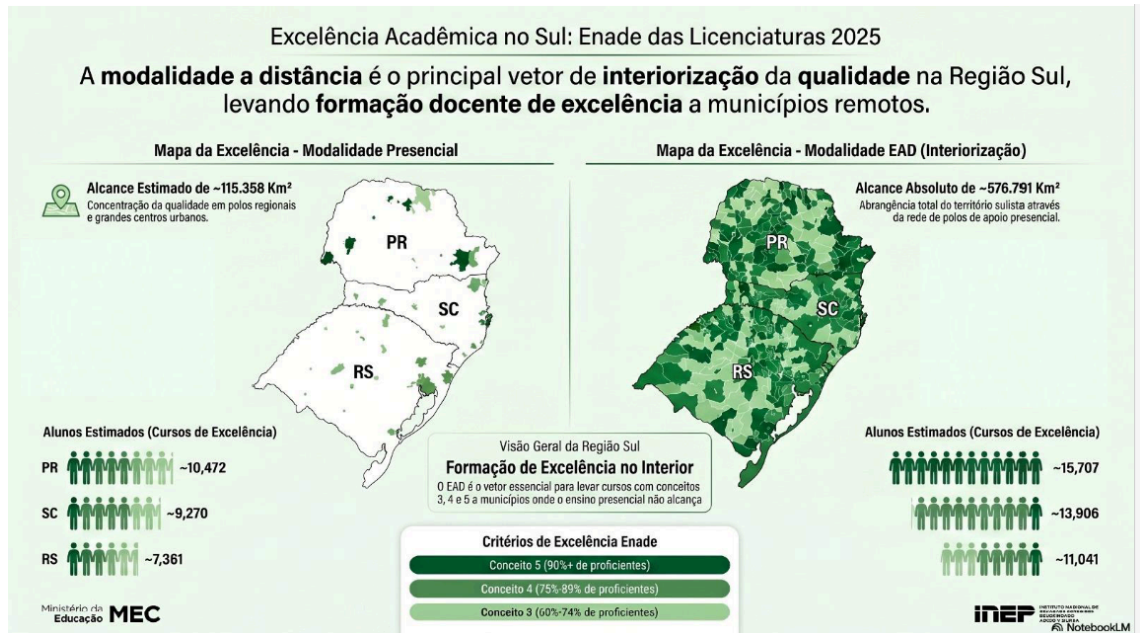 Excelência Acadêmica no Sul: Enade das Licenciaturas 2025
A modalidade a distância é o principal vetor de interiorização da qualidade na Região Sul,
levando formação docente de excelência a municípios remotos.
Mapa da Excelência - Modalidade Presencial
Alcance Estimado de ~115.358 Km²
Concentração da qualidade em polos regionais
e grandes centros urbanos.
PR
SC
RS
Alunos Estimados (Cursos de Excelência)
PR ~10,472
SC ~9,270
RS ~7,361
Mapa da Excelência - Modalidade EAD (Interiorização)
Alcance Absoluto de ~576.791 Km²
Abrangência total do território sulista através
da rede de polos de apoio presencial.
PR
SC
RS
Alunos Estimados (Cursos de Excelência)
~15,707
~13,906
~11,041
Visão Geral da Região Sul
Formação de Excelência no Interior
O EAD é o vetor essencial para levar cursos com conceitos
3, 4 e 5 a municípios onde o ensino presencial não alcança
Critérios de Excelência Enade
Conceito 5 (90%+ de proficientes)
Conceito 4 (75%-89% de proficientes)
Conceito 3 (60%-74% de proficientes)
Ministério da
Educação MEC
INEP
INSTITUTO NACIONAL DE
NotebookLM